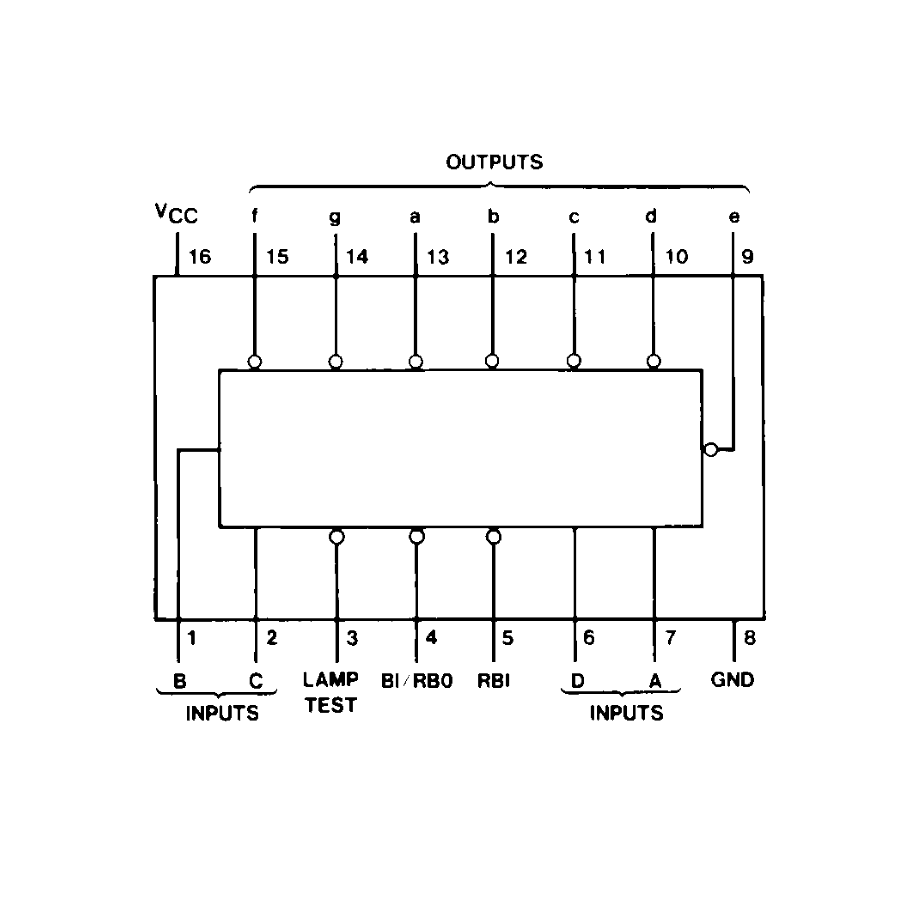 OUTPUTS
VCC f g a b c d e
16 15 14 13 12 11 10 9
1 2 3 4 5 6 7 8
B C LAMP BI/RBO RBI D A GND
TEST
INPUTS INPUTS